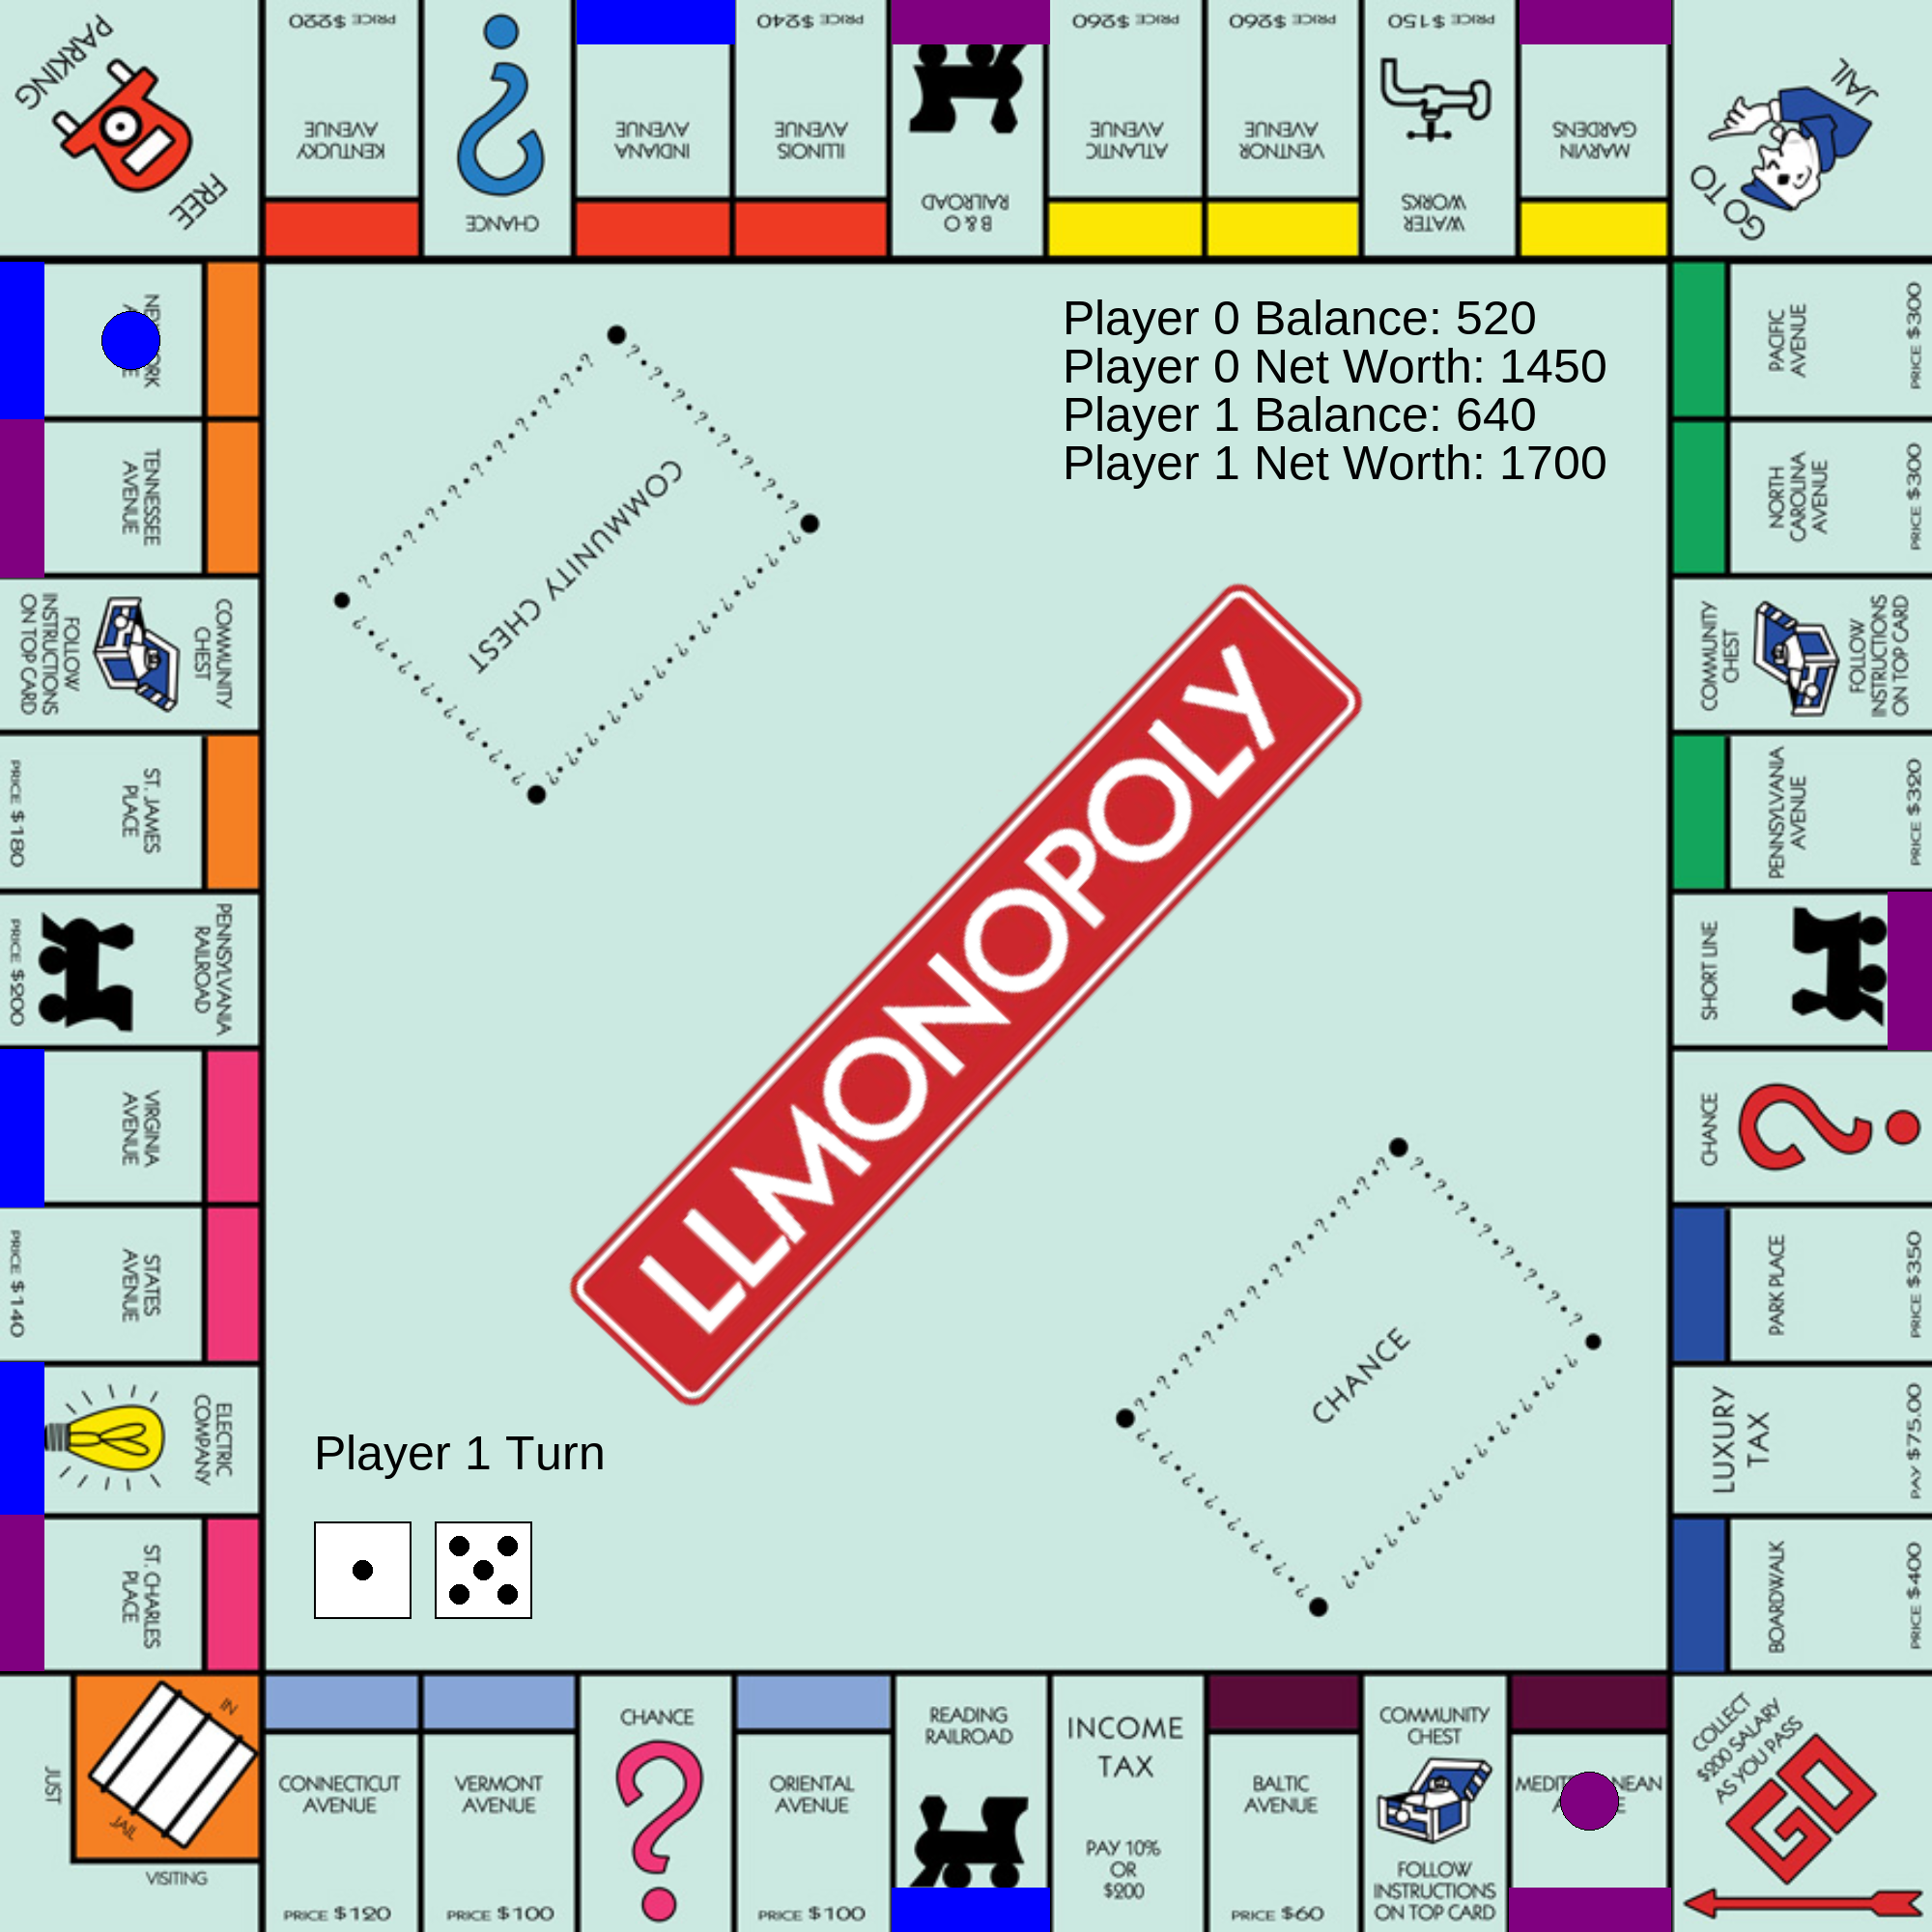 FREE
PARKING
PRICE $220
KENTUCKY
AVENUE
CHANCE
INDIANA
AVENUE
PRICE $240
ILLINOIS
AVENUE
B & O
RAILROAD
PRICE $260
ATLANTIC
AVENUE
PRICE $260
VENTNOR
AVENUE
PRICE $150
WATER
WORKS
MARVIN
GARDENS
GO TO
JAIL
NEW YORK
TENNESSEE
AVENUE
COMMUNITY
CHEST
FOLLOW
INSTRUCTIONS
ON TOP CARD
ST. JAMES
PLACE
PRICE $180
PENNSYLVANIA
RAILROAD
PRICE $200
VIRGINIA
AVENUE
STATES
AVENUE
PRICE $140
ELECTRIC
COMPANY
ST. CHARLES
PLACE
Player 0 Balance: 520
Player 0 Net Worth: 1450
Player 1 Balance: 640
Player 1 Net Worth: 1700
COMMUNITY CHEST
LLMONOPOLY
CHANCE
Player 1 Turn
PACIFIC
AVENUE
PRICE $300
NORTH
CAROLINA
AVENUE
PRICE $300
COMMUNITY
CHEST
FOLLOW
INSTRUCTIONS
ON TOP CARD
PENNSYLVANIA
AVENUE
PRICE $320
SHORT LINE
CHANCE
PARK PLACE
PRICE $350
LUXURY
TAX
PAY $75.00
BOARDWALK
PRICE $400
IN
JAIL
JUST
VISITING
CONNECTICUT
AVENUE
PRICE $120
VERMONT
AVENUE
PRICE $100
CHANCE
ORIENTAL
AVENUE
PRICE $100
READING
RAILROAD
INCOME
TAX
PAY 10%
OR
$200
BALTIC
AVENUE
PRICE $60
COMMUNITY
CHEST
FOLLOW
INSTRUCTIONS
ON TOP CARD
COLLECT
$200 SALARY
AS YOU PASS
GO